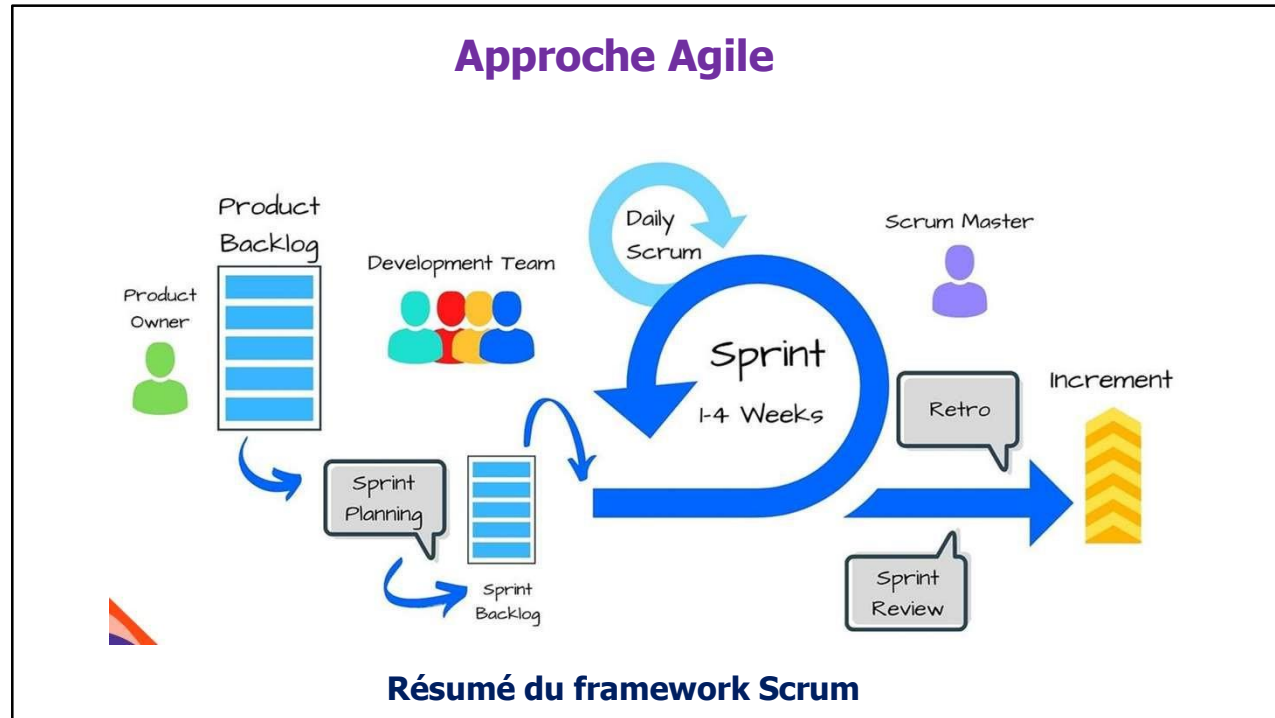 Approche Agile
Product
Backlog
Product
Owner
Development Team
Daily
Scrum
Scrum Master
Sprint
1-4 Weeks
Retro
Increment
Sprint
Planning
Sprint
Backlog
Sprint
Review
Résumé du framework Scrum